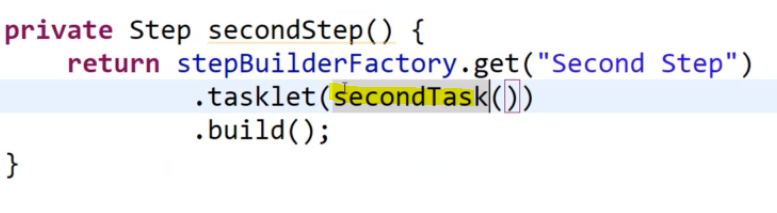 private Step secondStep() {
return stepBuilderFactory.get("Second Step")
.tasklet(secondTask())
.build();
}